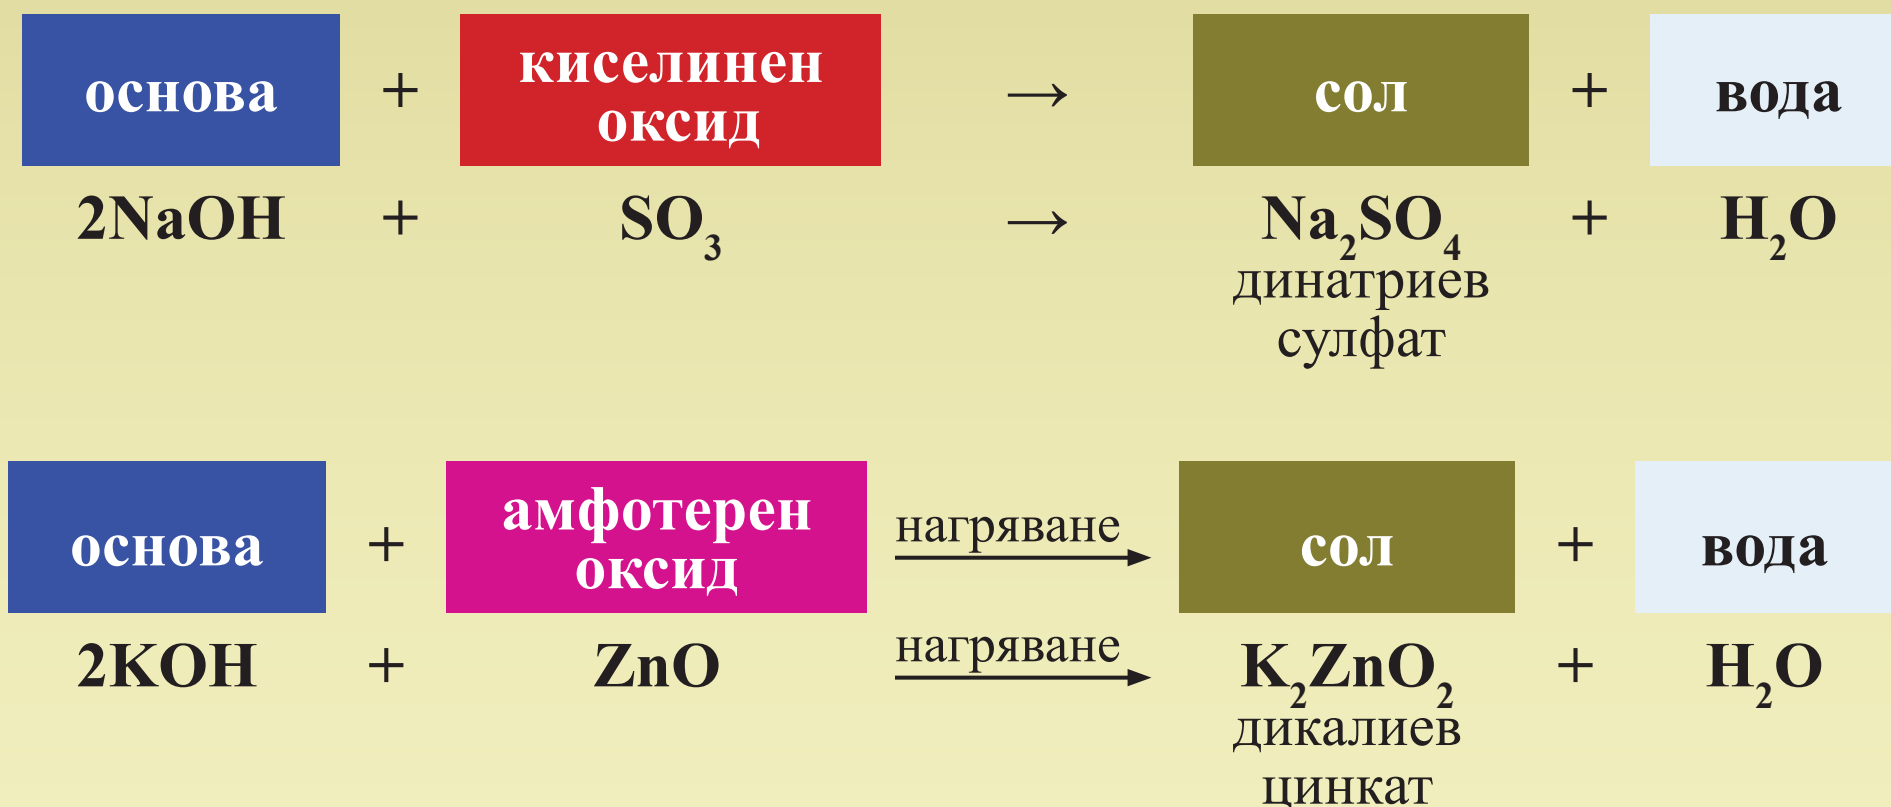 основа + киселинен оксид → сол + вода
2NaOH + SO₃ → Na₂SO₄ + H₂O
динатриев
сулфат
основа + амфотерен оксид нагряване сол + вода
2KOH + ZnO нагряване K₂ZnO₂ + H₂O
дикалиев
цинкат